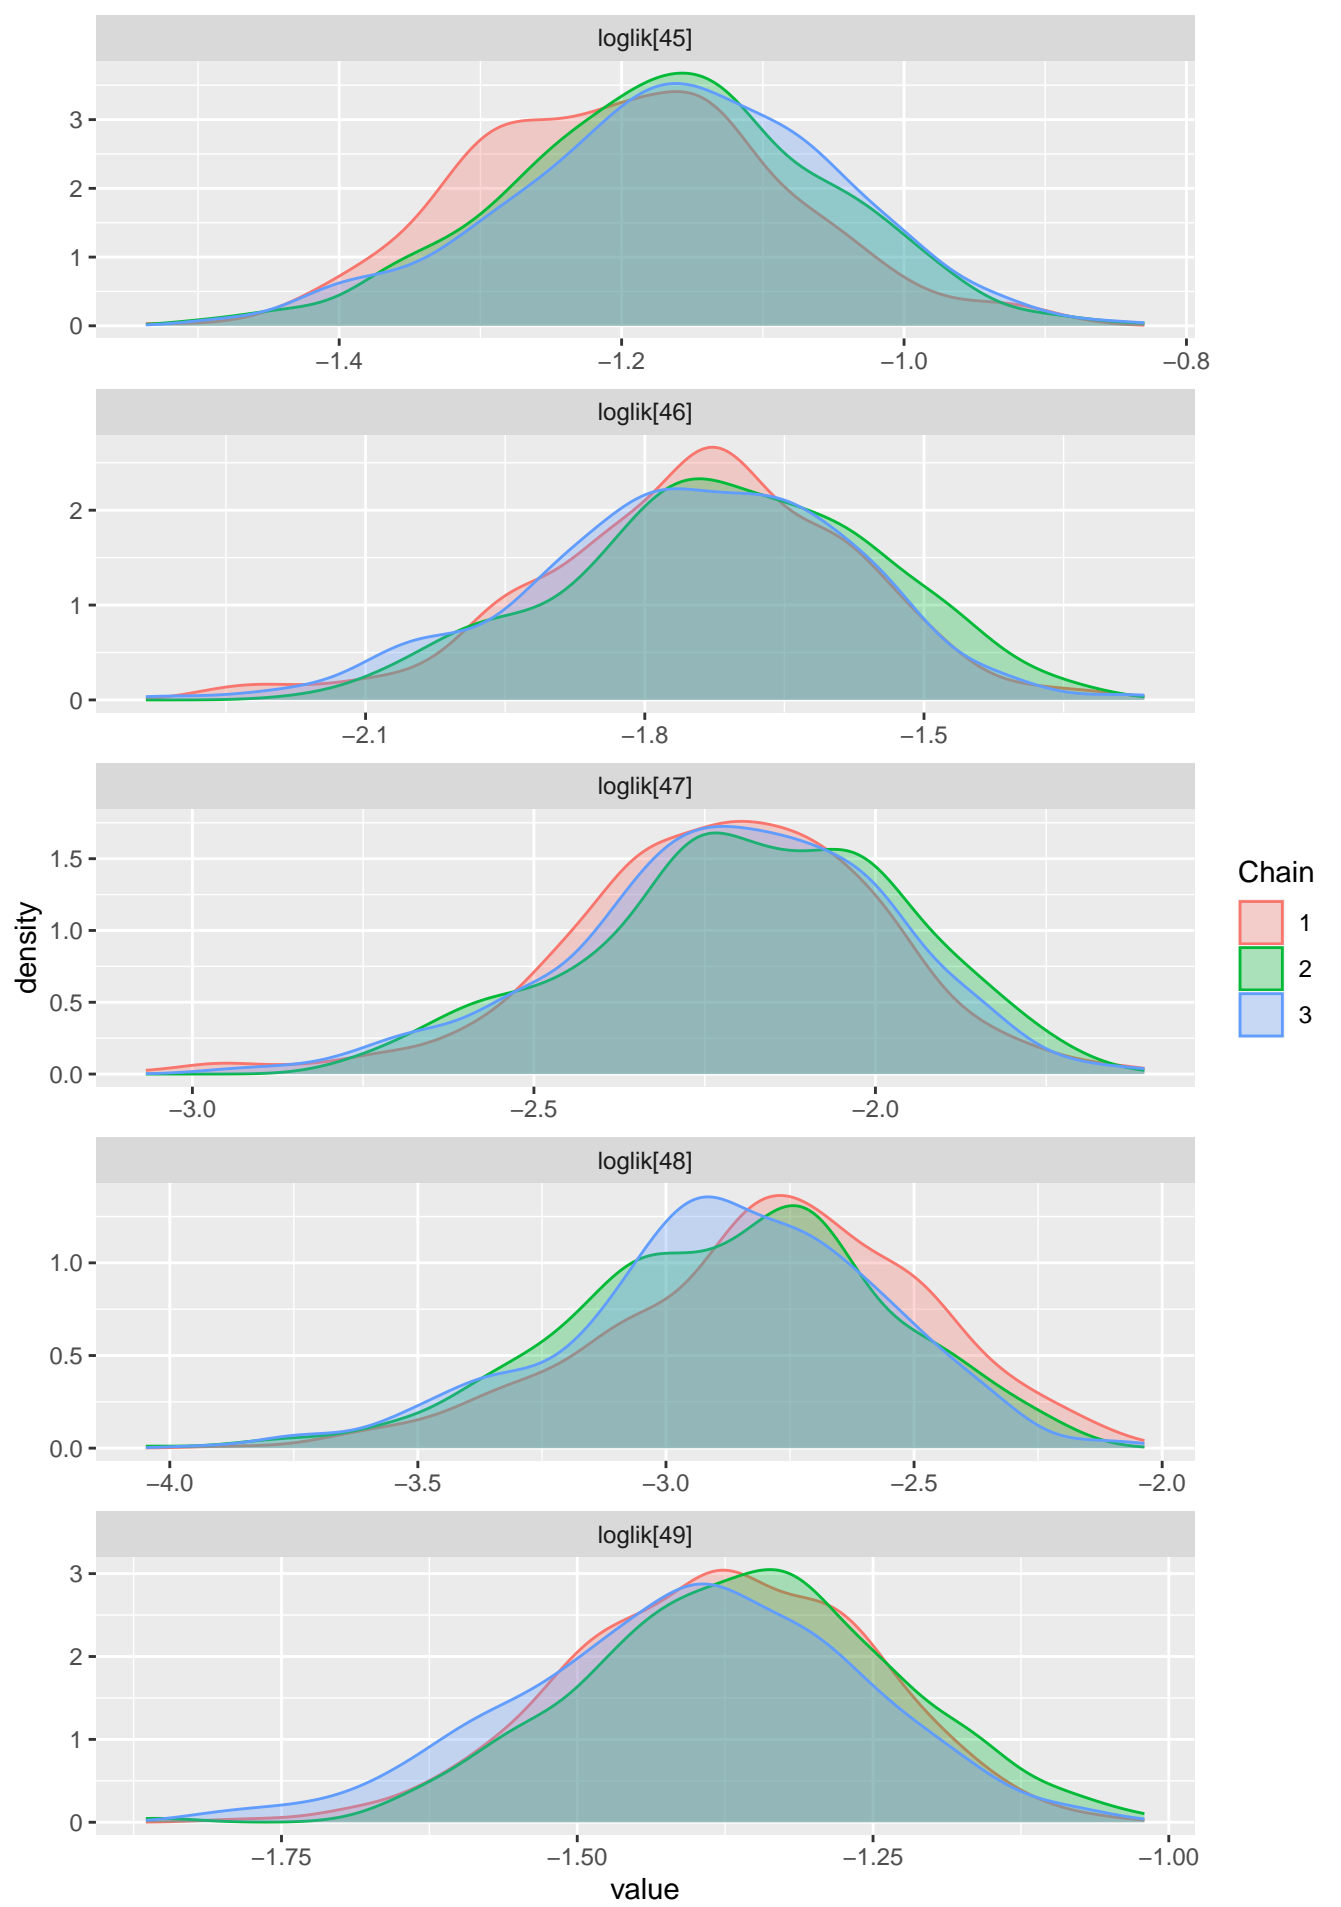 loglik[45]
3
2
1
0
−1.4 −1.2 −1.0 −0.8
loglik[46]
2
1
0
−2.1 −1.8 −1.5
loglik[47]
1.5
1.0
0.5
0.0
−3.0 −2.5 −2.0
loglik[48]
1.0
0.5
0.0
−4.0 −3.5 −3.0 −2.5 −2.0
loglik[49]
3
2
1
0
−1.75 −1.50 −1.25 −1.00
value
density
Chain
1
2
3